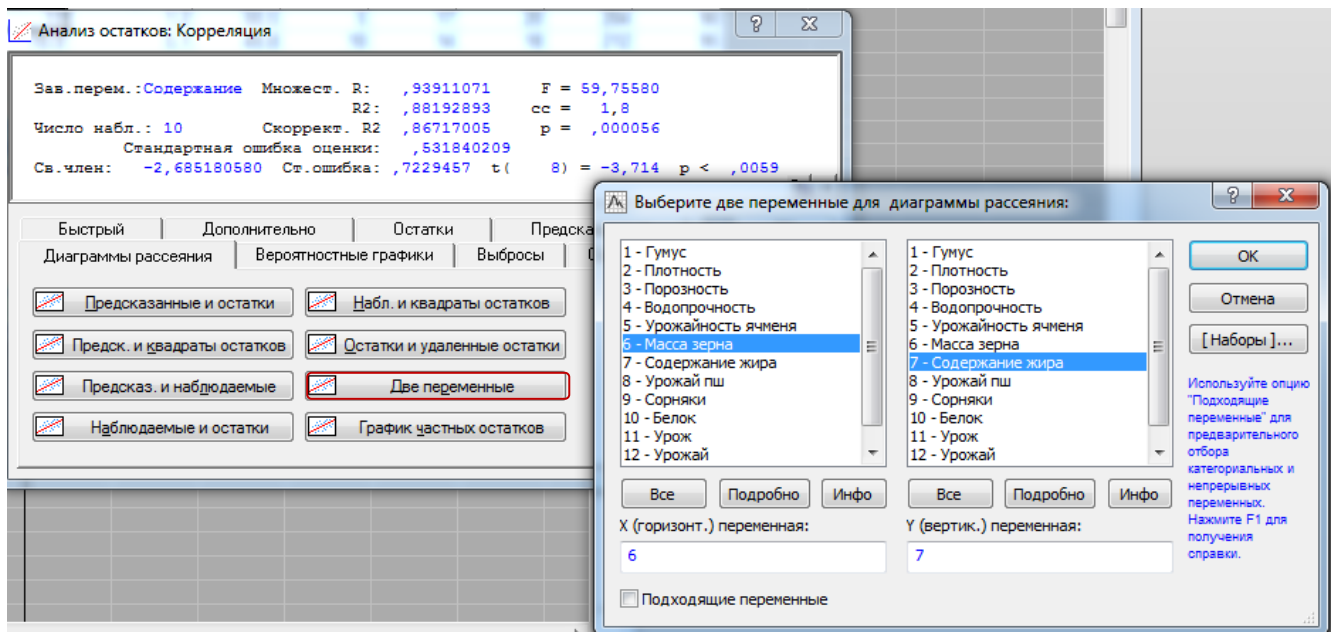 Анализ остатков: Корреляция
Зав.перем.:Содержание Множест. R: ,93911071 F = 59,75580
R2: ,88192893 сс = 1,8
Число набл.: 10 Скоррект. R2 ,86717005 p = ,000056
Стандартная ошибка оценки: ,531840209
Св.член: -2,685180580 Ст.ошибка: ,7229457 t( 8) = -3,714 p < ,0059
Быстрый Дополнительно Остатки Предска
Диаграммы рассеяния Вероятностные графики Выбросы
Предсказанные и остатки Набл. и квадраты остатков
Предск. и квадраты остатков Остатки и удаленные остатки
Предсказ. и наблюдаемые Две переменные
Наблюдаемые и остатки График частных остатков
Выберите две переменные для диаграммы рассеяния:
1 - Гумус
2 - Плотность
3 - Порозность
4 - Водопрочность
5 - Урожайность ячменя
6 - Масса зерна
7 - Содержание жира
8 - Урожай пш
9 - Сорняки
10 - Белок
11 - Урож
12 - Урожай
Все Подробно Инфо
X (горизонт.) переменная:
6
1 - Гумус
2 - Плотность
3 - Порозность
4 - Водопрочность
5 - Урожайность ячменя
6 - Масса зерна
7 - Содержание жира
8 - Урожай пш
9 - Сорняки
10 - Белок
11 - Урож
12 - Урожай
Все Подробно Инфо
Y (вертик.) переменная:
7
Подходящие переменные
OK
Отмена
[ Наборы ]...
Используйте опцию
"Подходящие
переменные" для
предварительного
отбора
категориальных и
непрерывных
переменных.
Нажмите F1 для
получения
справки.